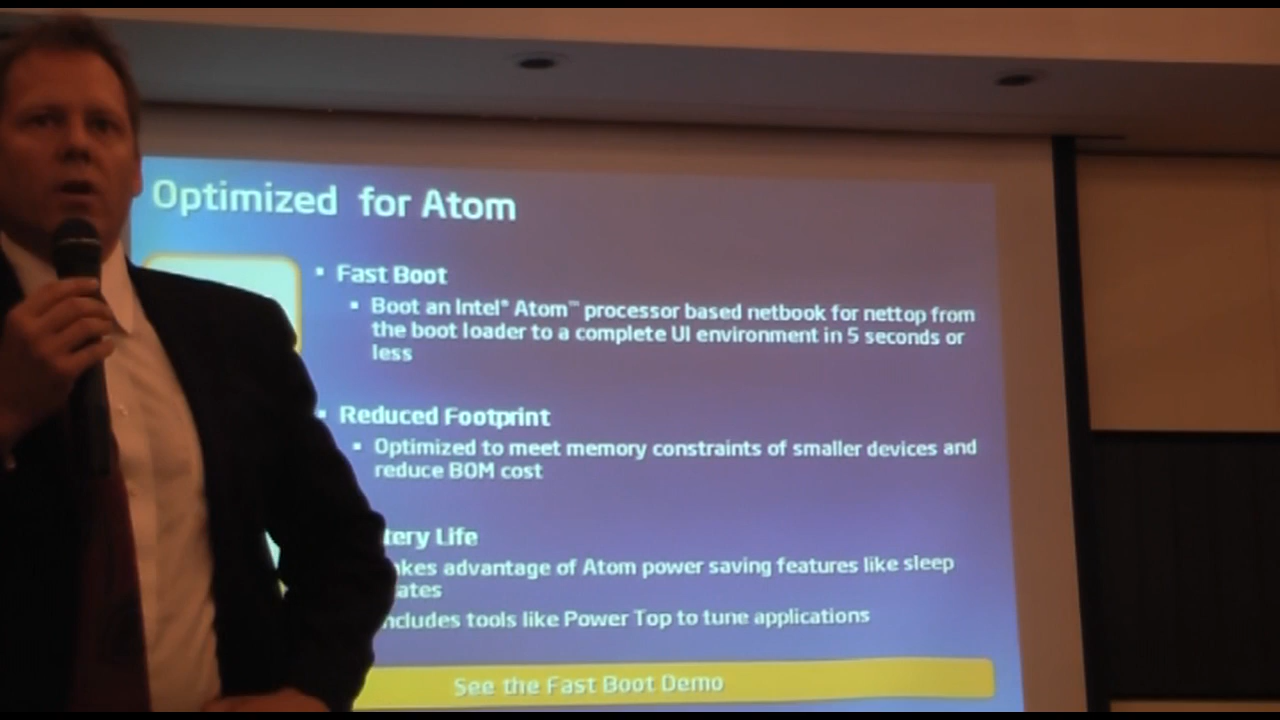 Optimized for Atom
▪ Fast Boot
▪ Boot an Intel® Atom™ processor based netbook for nettop from
the boot loader to a complete UI environment in 5 seconds or
less
▪ Reduced Footprint
▪ Optimized to meet memory constraints of smaller devices and
reduce BOM cost
tery Life
akes advantage of Atom power saving features like sleep
ates
ncludes tools like Power Top to tune applications
See the Fast Boot Demo